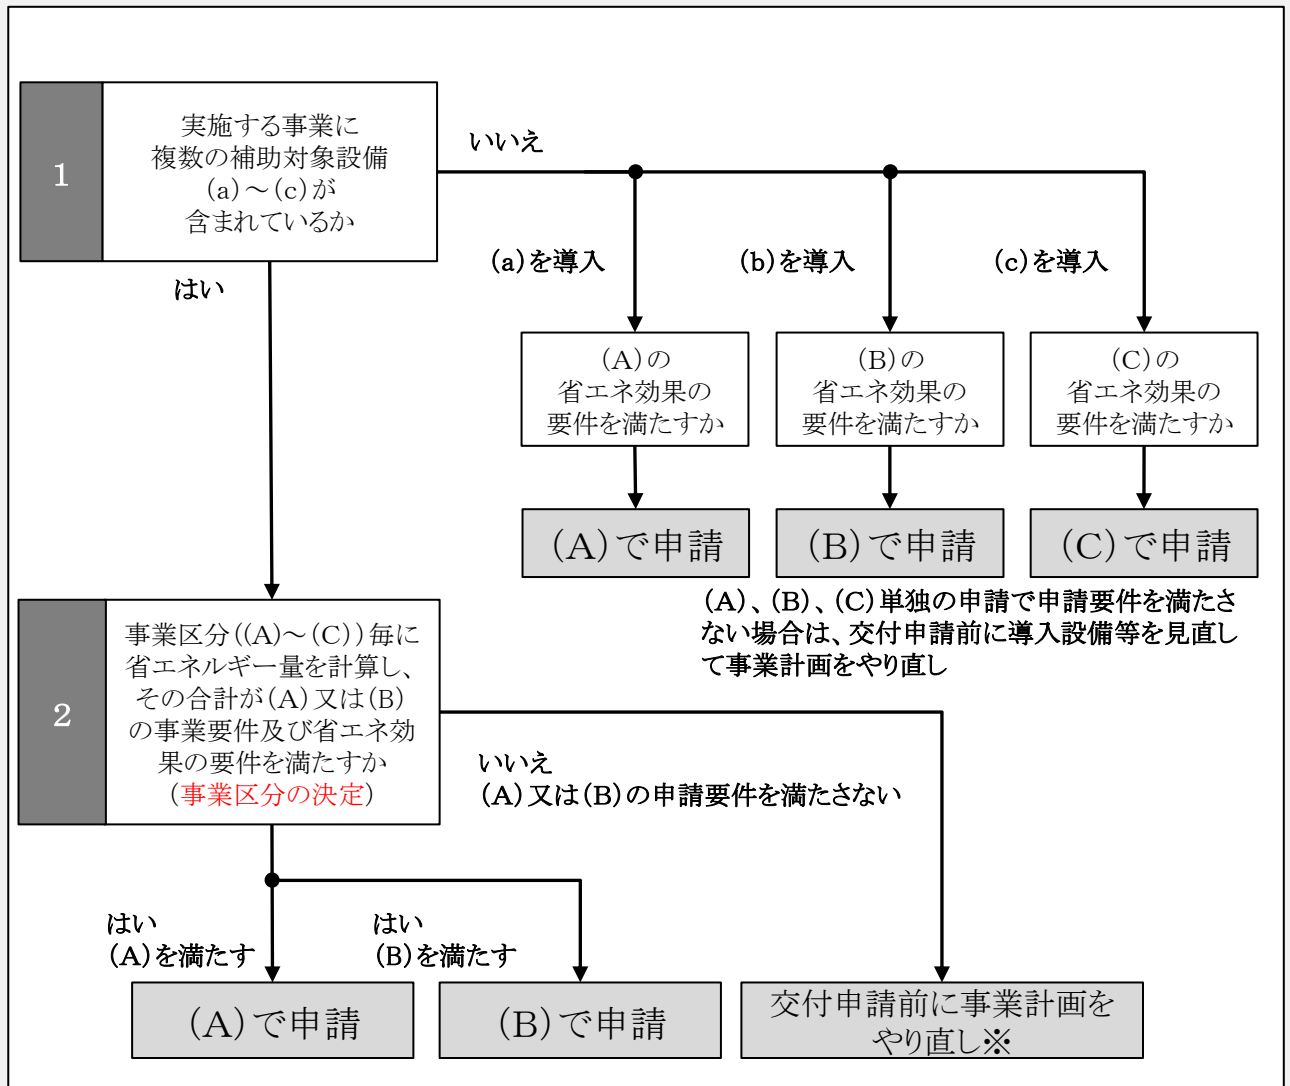 1
実施する事業に
複数の補助対象設備
(a)～(c)が
含まれているか
いいえ
はい
(a)を導入
(b)を導入
(c)を導入
(A)の
省エネ効果の
要件を満たすか
(B)の
省エネ効果の
要件を満たすか
(C)の
省エネ効果の
要件を満たすか
(A)で申請
(B)で申請
(C)で申請
(A)、(B)、(C)単独の申請で申請要件を満たさ
ない場合は、交付申請前に導入設備等を見直し
て事業計画をやり直し
2
事業区分((A)～(C))毎に
省エネルギー量を計算し、
その合計が(A)又は(B)
の事業要件及び省エネ効
果の要件を満たすか
(事業区分の決定)
いいえ
(A)又は(B)の申請要件を満たさない
はい
(A)を満たす
はい
(B)を満たす
(A)で申請
(B)で申請
交付申請前に事業計画を
やり直し※